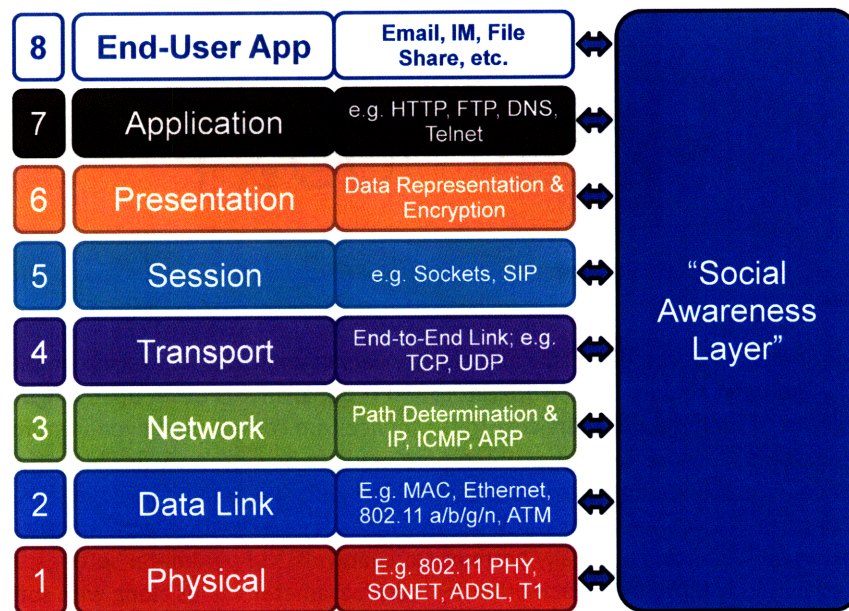 8
End-User App
Email, IM, File
Share, etc.
7
Application
e.g. HTTP, FTP, DNS,
Telnet
6
Presentation
Data Representation &
Encryption
5
Session
e.g. Sockets, SIP
4
Transport
End-to-End Link; e.g.
TCP, UDP
3
Network
Path Determination &
IP, ICMP, ARP
2
Data Link
E.g. MAC, Ethernet,
802.11 a/b/g/n, ATM
1
Physical
E.g. 802.11 PHY,
SONET, ADSL, T1
“Social
Awareness
Layer”